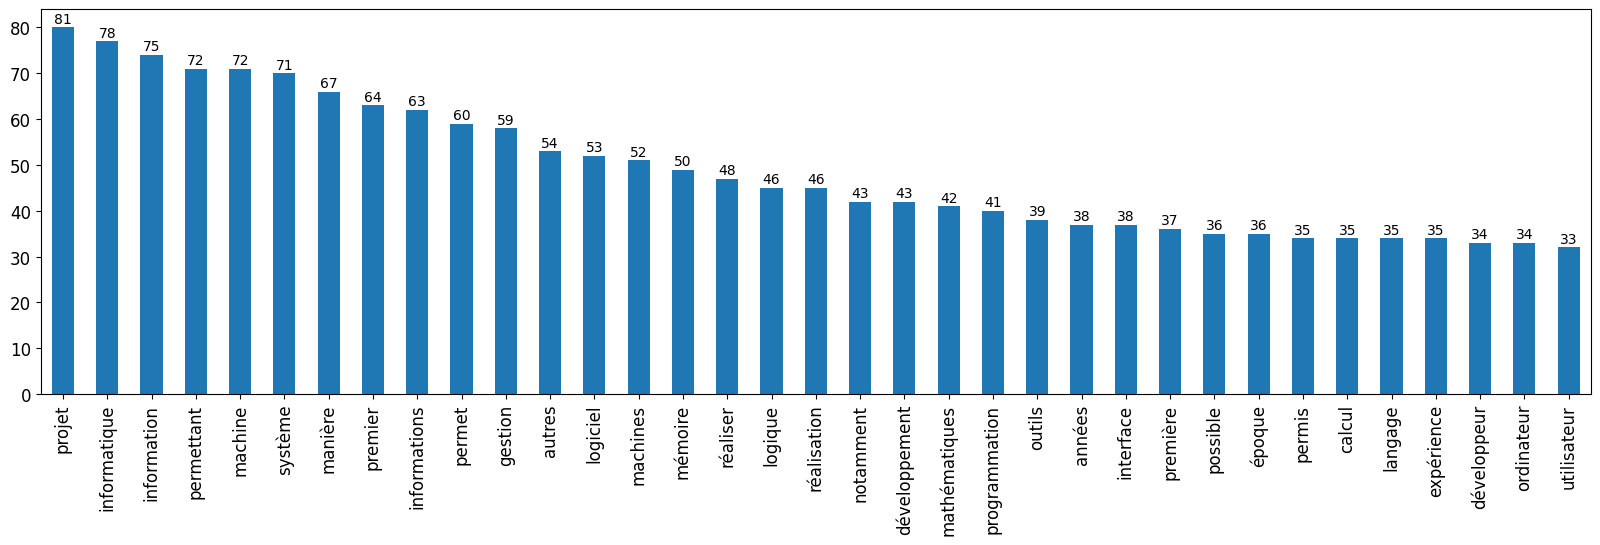 81 78 75 72 72 71 67 64 63 60 59 54 53 52 50 48 46 46 43 43 42 41 39 38 38 37 36 36 35 35 35 35 34 34 33
80
70
60
50
40
30
20
10
0
projet
informatique
information
permettant
machine
système
manière
premier
informations
permet
gestion
autres
logiciel
machines
mémoire
réaliser
logique
réalisation
notamment
développement
mathématiques
programmation
outils
années
interface
première
possible
époque
permis
calcul
langage
expérience
développeur
ordinateur
utilisateur